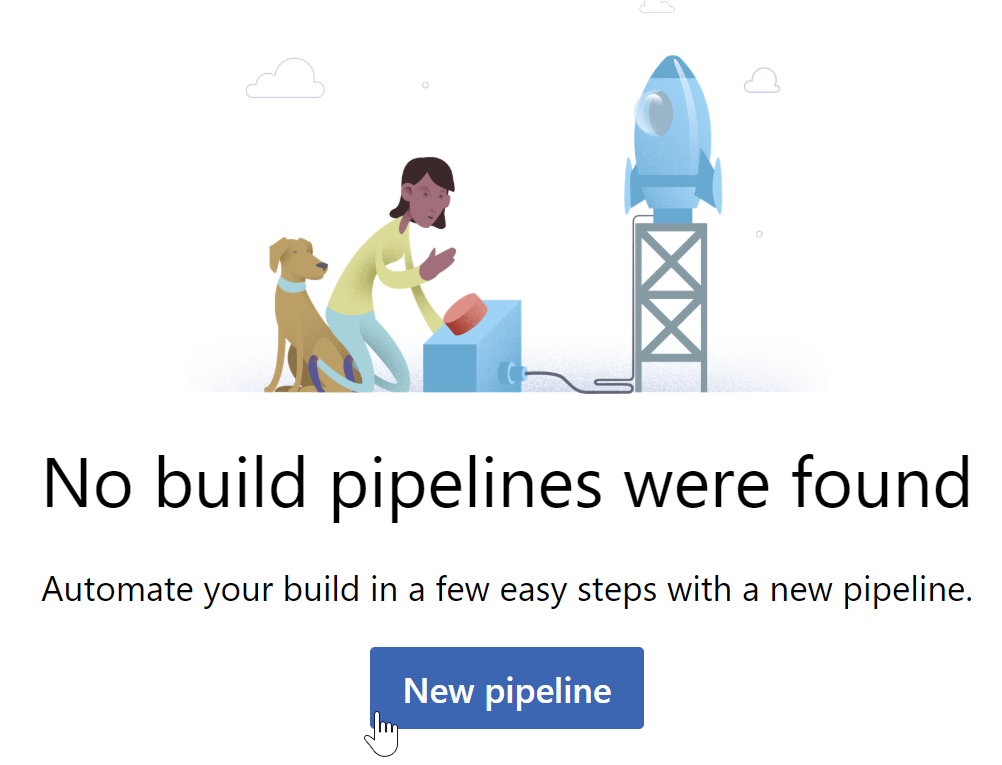 No build pipelines were found
Automate your build in a few easy steps with a new pipeline.
New pipeline